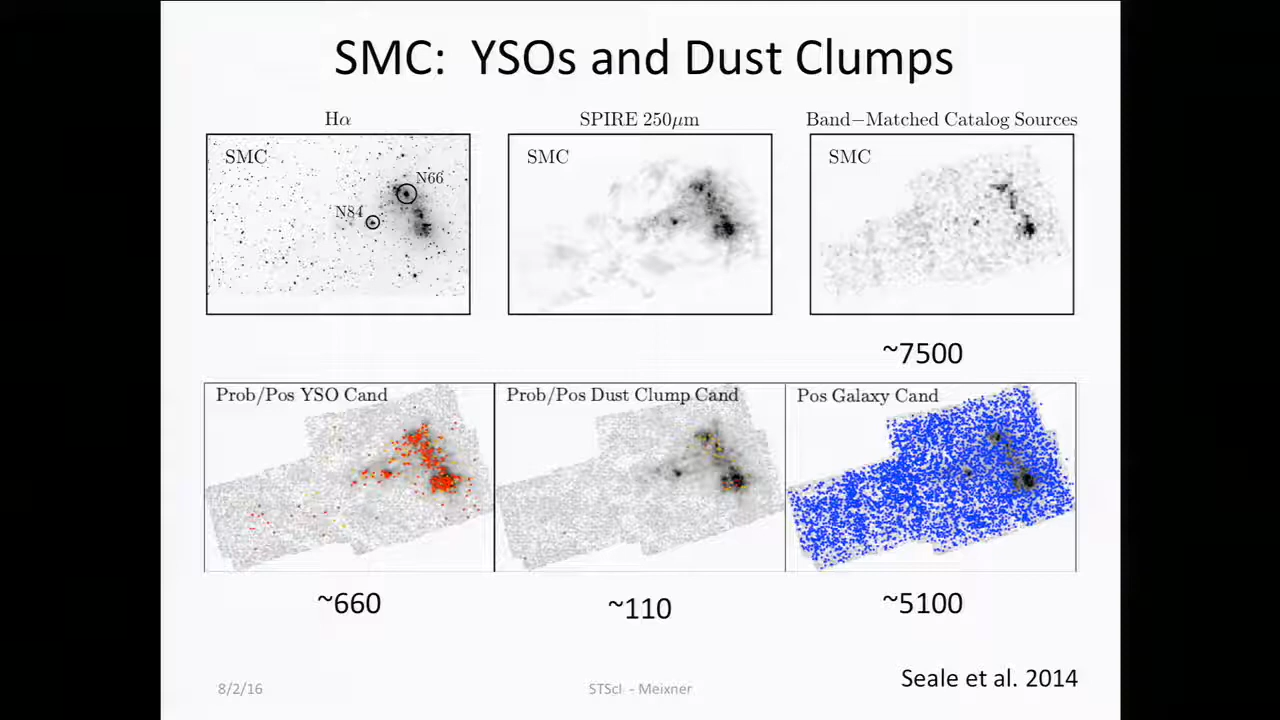 SMC: YSOs and Dust Clumps
Hα
SPIRE 250μm
Band−Matched Catalog Sources
SMC
N66
N84
SMC
SMC
~7500
Prob/Pos YSO Cand
Prob/Pos Dust Clump Cand
Pos Galaxy Cand
~660
~110
~5100
Seale et al. 2014
8/2/16
STScI - Meixner